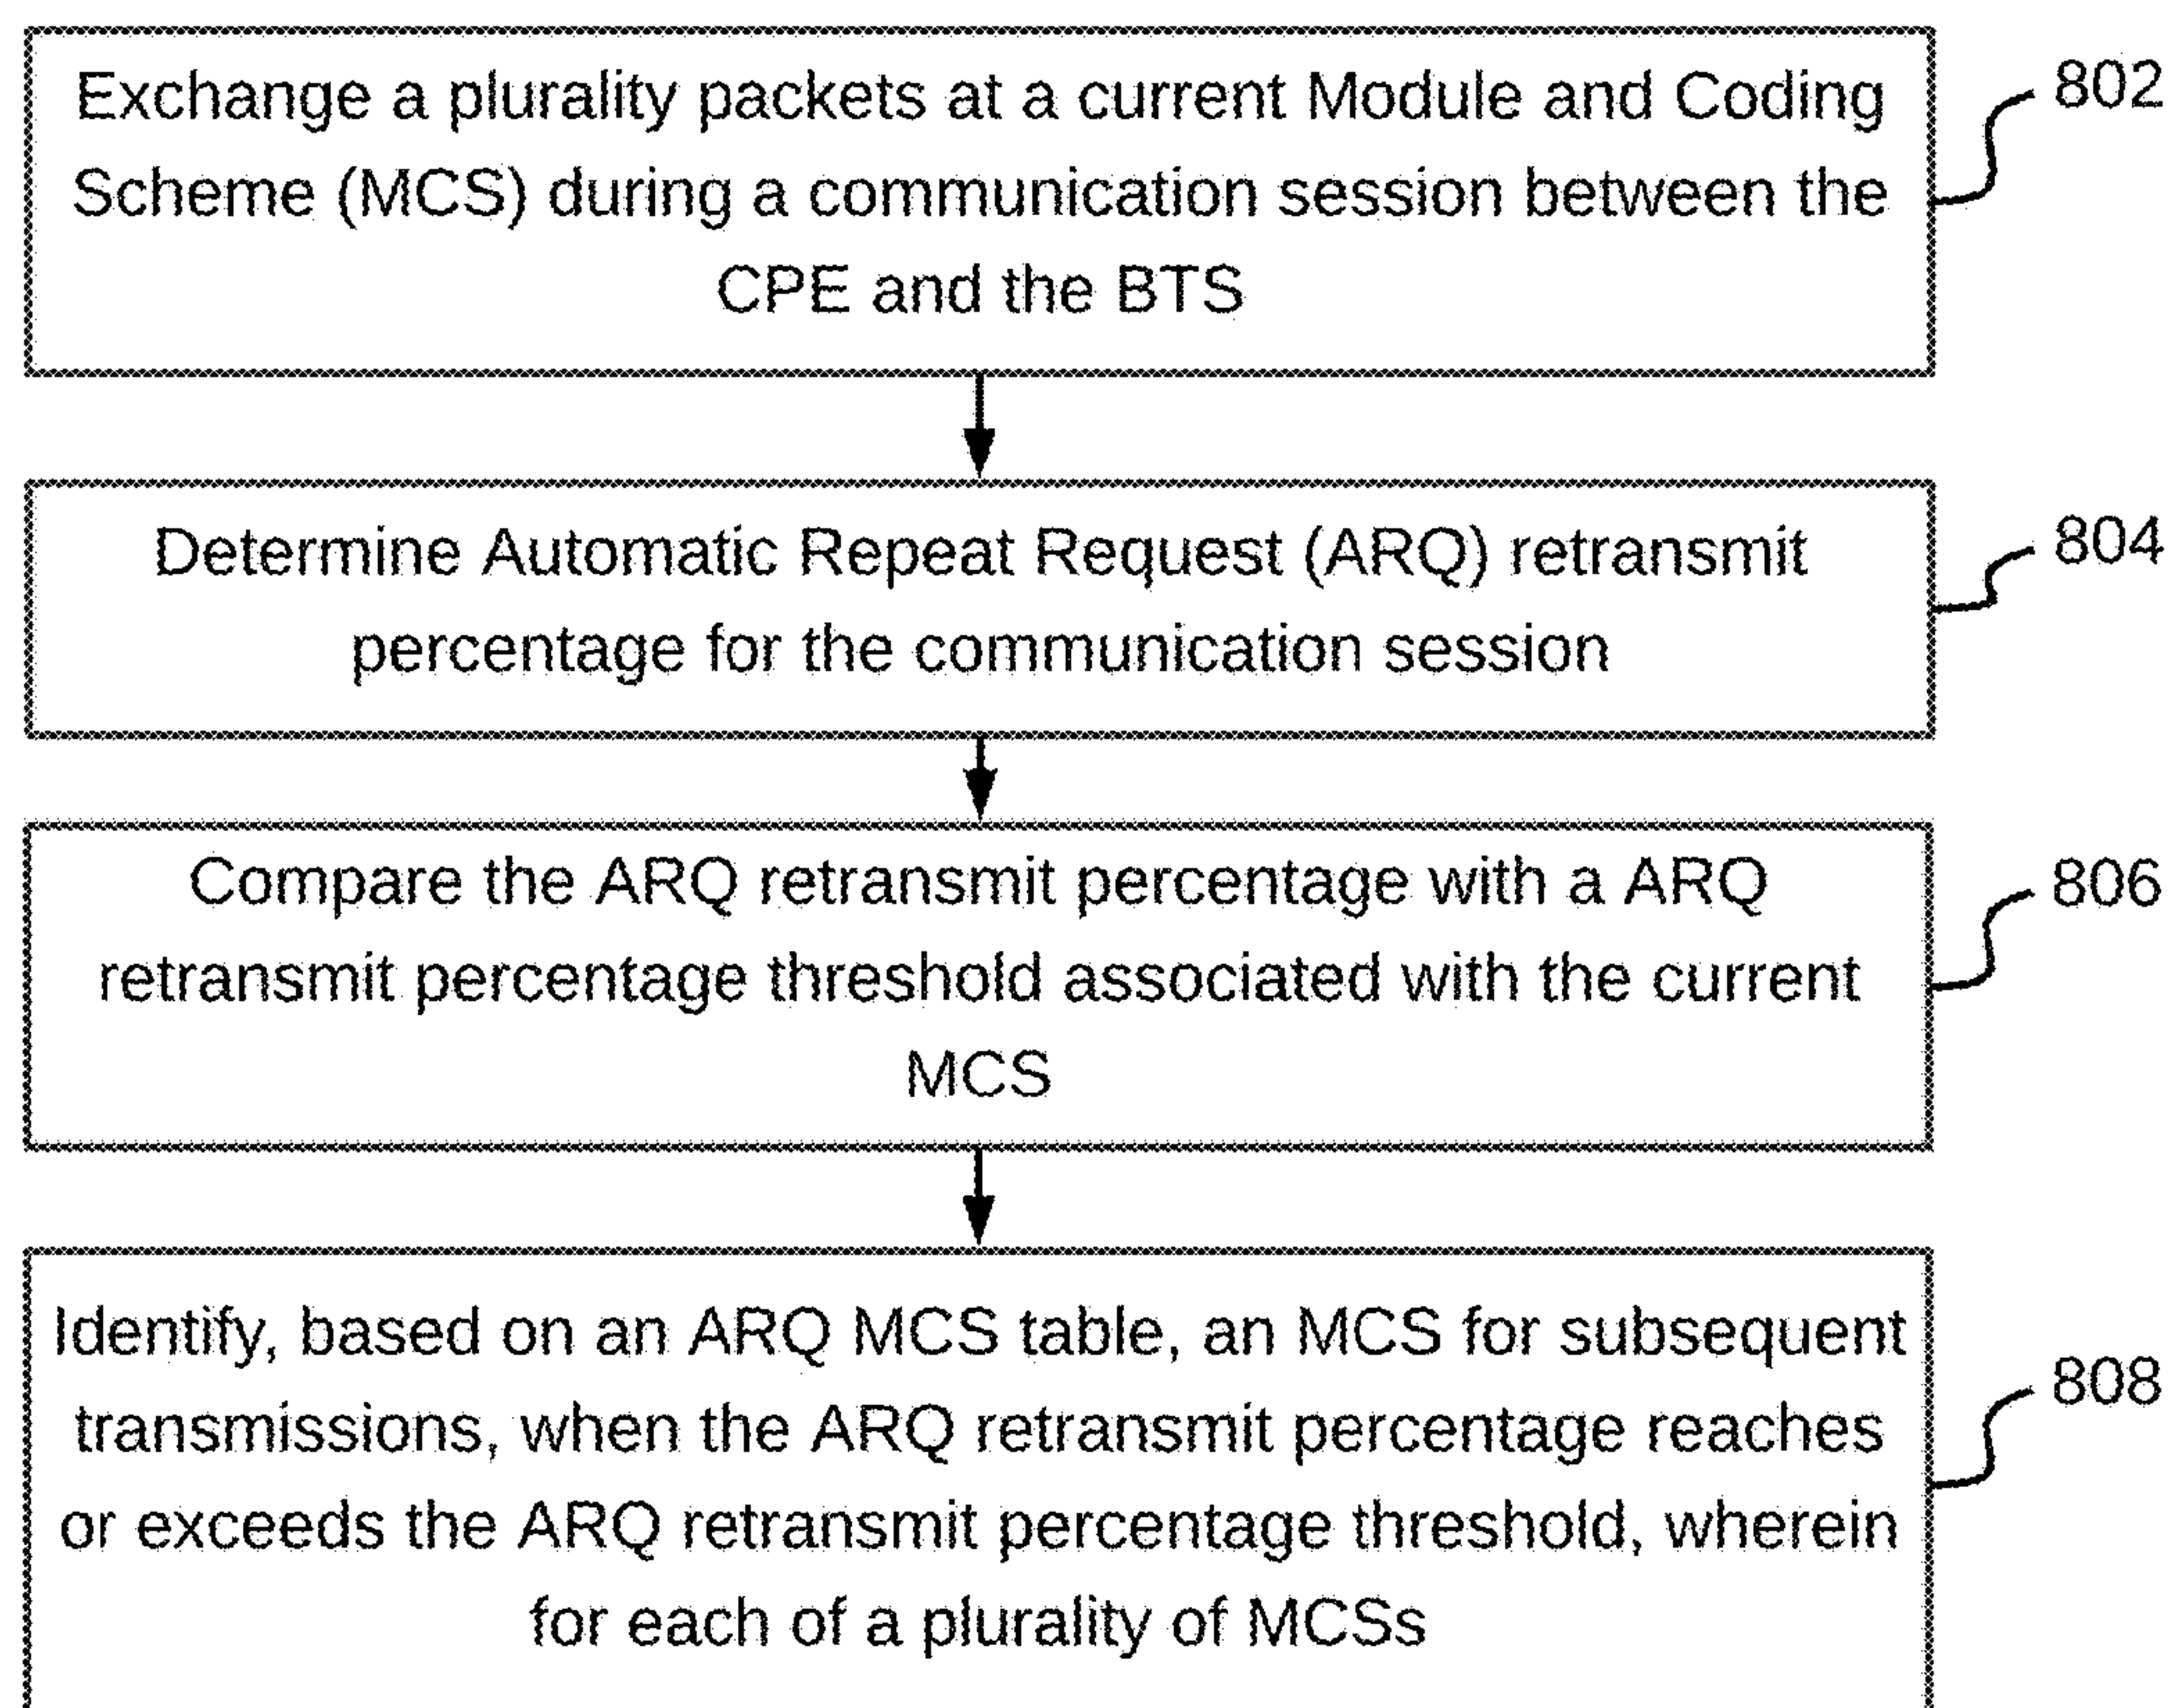 Exchange a plurality packets at a current Module and Coding
Scheme (MCS) during a communication session between the
CPE and the BTS
802
Determine Automatic Repeat Request (ARQ) retransmit
percentage for the communication session
804
Compare the ARQ retransmit percentage with a ARQ
retransmit percentage threshold associated with the current
MCS
806
Identify, based on an ARQ MCS table, an MCS for subsequent
transmissions, when the ARQ retransmit percentage reaches
or exceeds the ARQ retransmit percentage threshold, wherein
for each of a plurality of MCSs
808